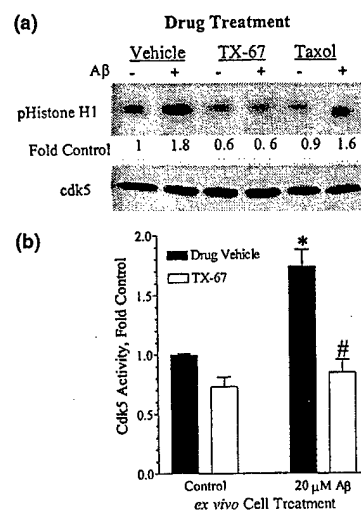 (a) Drug Treatment
Vehicle TX-67 Taxol
Aβ - + - + - +
pHistone H1
Fold Control 1 1.8 0.6 0.6 0.9 1.6
cdk5
(b)
Cdk5 Activity, Fold Control
2.0
1.5
1.0
0.5
0.0
Drug Vehicle
TX-67
*
#
Control 20 μM Aβ
ex vivo Cell Treatment